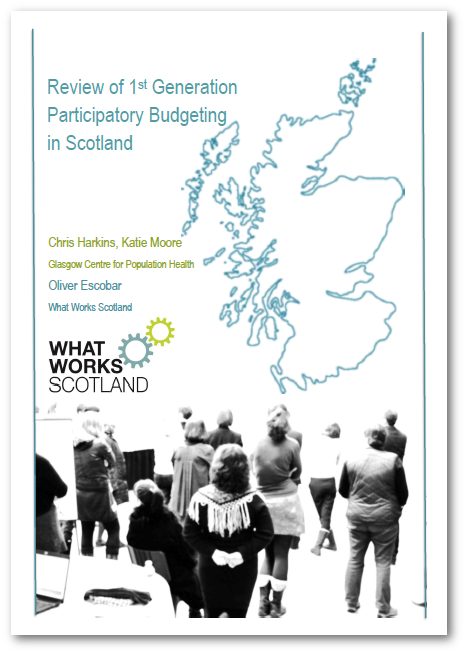 Review of 1st Generation
Participatory Budgeting
in Scotland
Chris Harkins, Katie Moore
Glasgow Centre for Population Health
Oliver Escobar
What Works Scotland
WHAT
WORKS
SCOTLAND